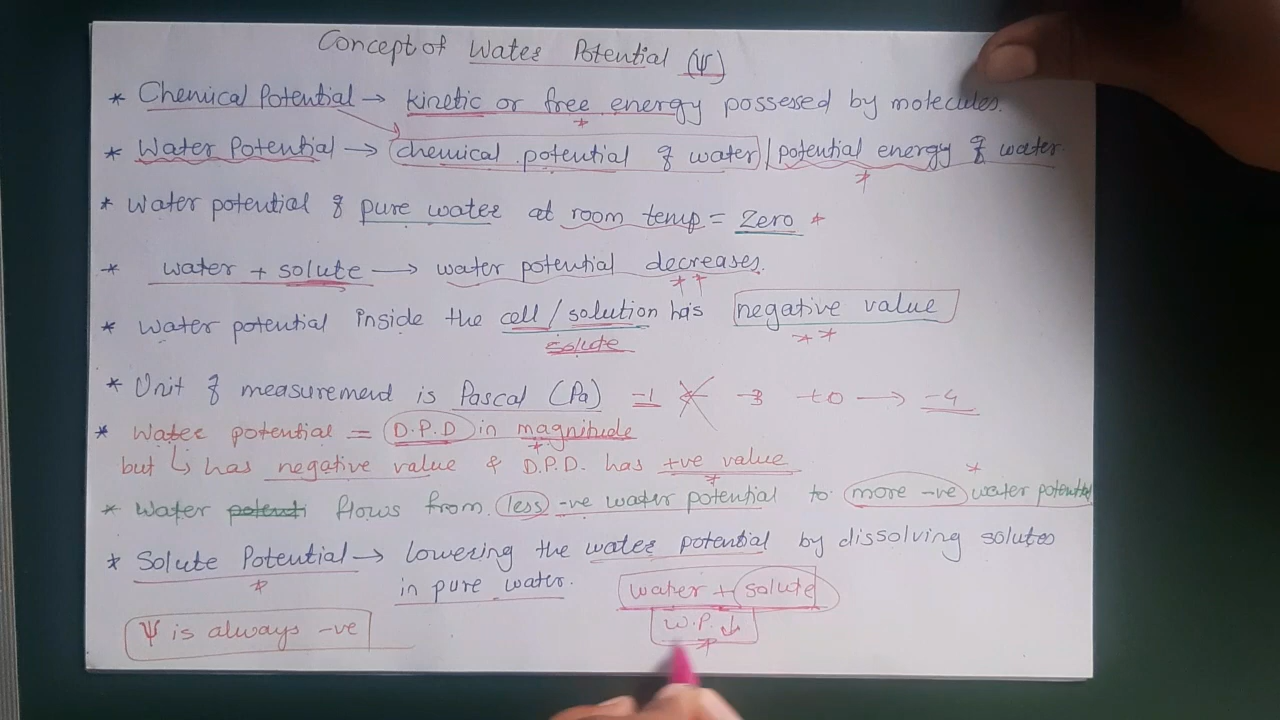 Concept of Water Potential (Ψ)
* Chemical Potential → kinetic or free energy possessed by molecules.
* Water Potential → chemical potential of water / potential energy of water.
* Water potential of pure water at room temp = Zero *
* water + solute → water potential decreases.
* Water potential inside the cell / solution has negative value
solute
* Unit of measurement is Pascal (Pa) -1 -3 to → -4
* Water potential = D.P.D in magnitude
but ↳ has negative value & D.P.D. has +ve value
* Water potenti flows from less -ve water potential to more -ve water potential
* Solute Potential → lowering the water potential by dissolving solutes
in pure water. water + solute
Ψ is always -ve W.P. ↓